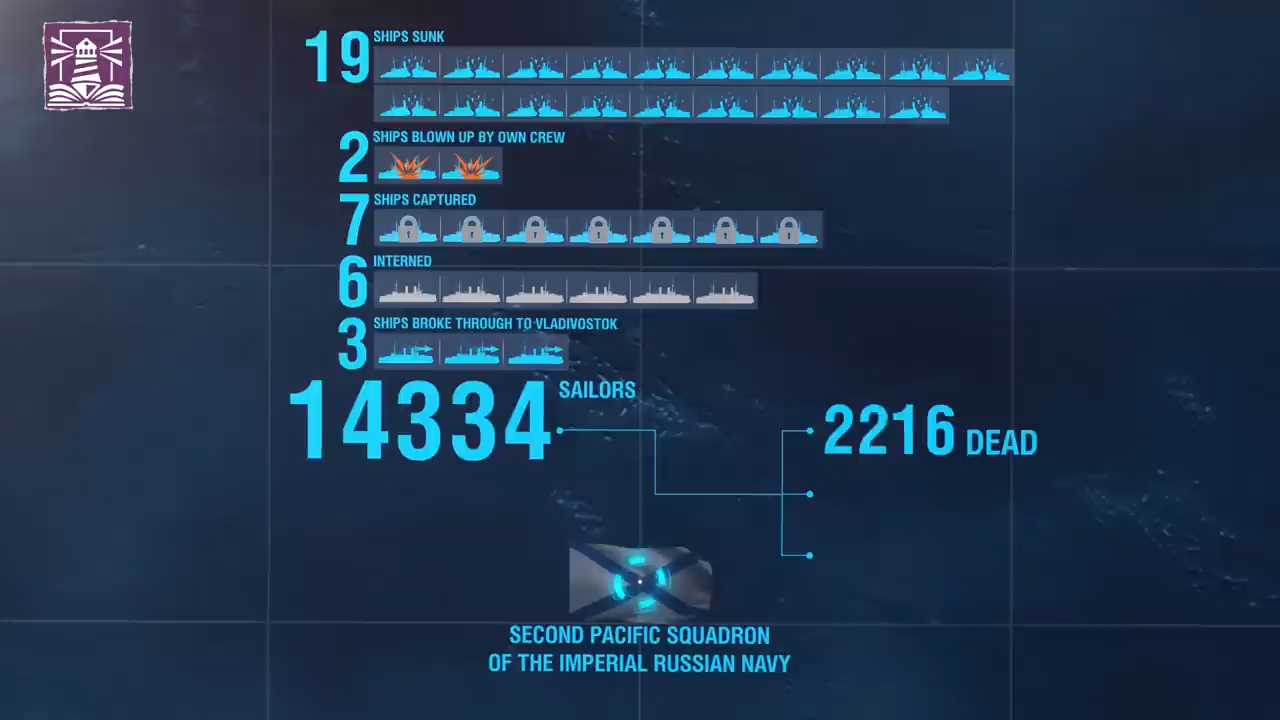 19 SHIPS SUNK
2 SHIPS BLOWN UP BY OWN CREW
7 SHIPS CAPTURED
6 INTERNED
3 SHIPS BROKE THROUGH TO VLADIVOSTOK
14334 SAILORS
2216 DEAD
SECOND PACIFIC SQUADRON
OF THE IMPERIAL RUSSIAN NAVY